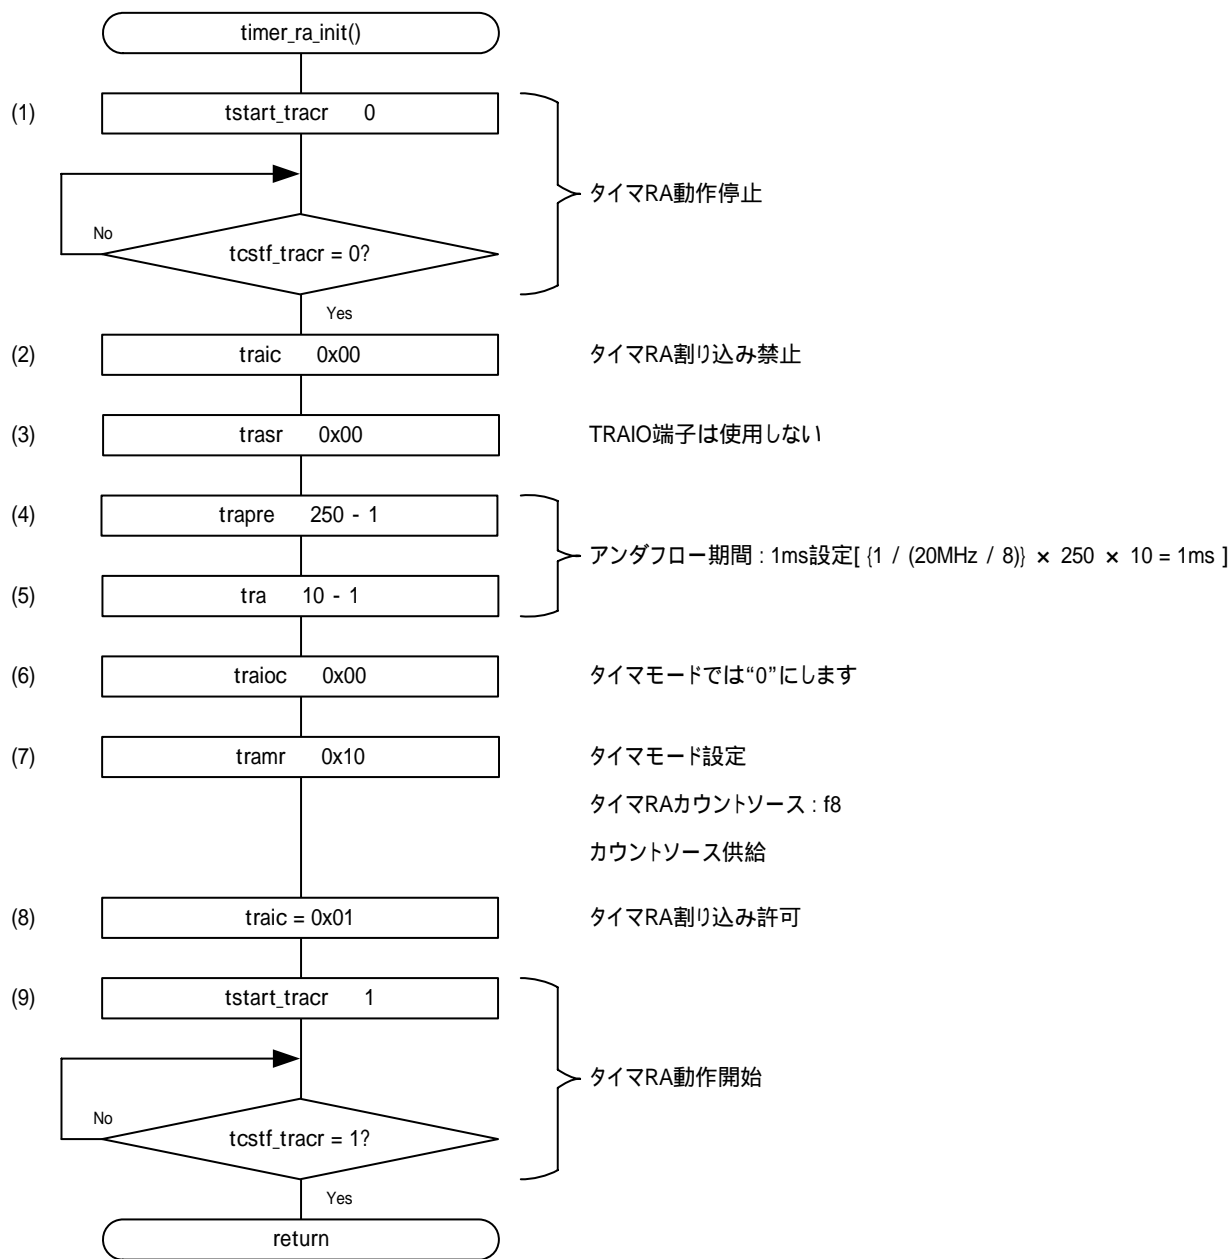 timer_ra_init()
(1)
tstart_tracr 0
タイマRA動作停止
No
tcstf_tracr = 0?
Yes
(2)
traic 0x00
タイマRA割り込み禁止
(3)
trasr 0x00
TRAIO端子は使用しない
(4)
trapre 250 - 1
アンダフロー期間 : 1ms設定[ {1 / (20MHz / 8)} × 250 × 10 = 1ms ]
(5)
tra 10 - 1
(6)
traioc 0x00
タイマモードでは“0”にします
(7)
tramr 0x10
タイマモード設定
タイマRAカウントソース : f8
カウントソース供給
(8)
traic = 0x01
タイマRA割り込み許可
(9)
tstart_tracr 1
タイマRA動作開始
No
tcstf_tracr = 1?
Yes
return